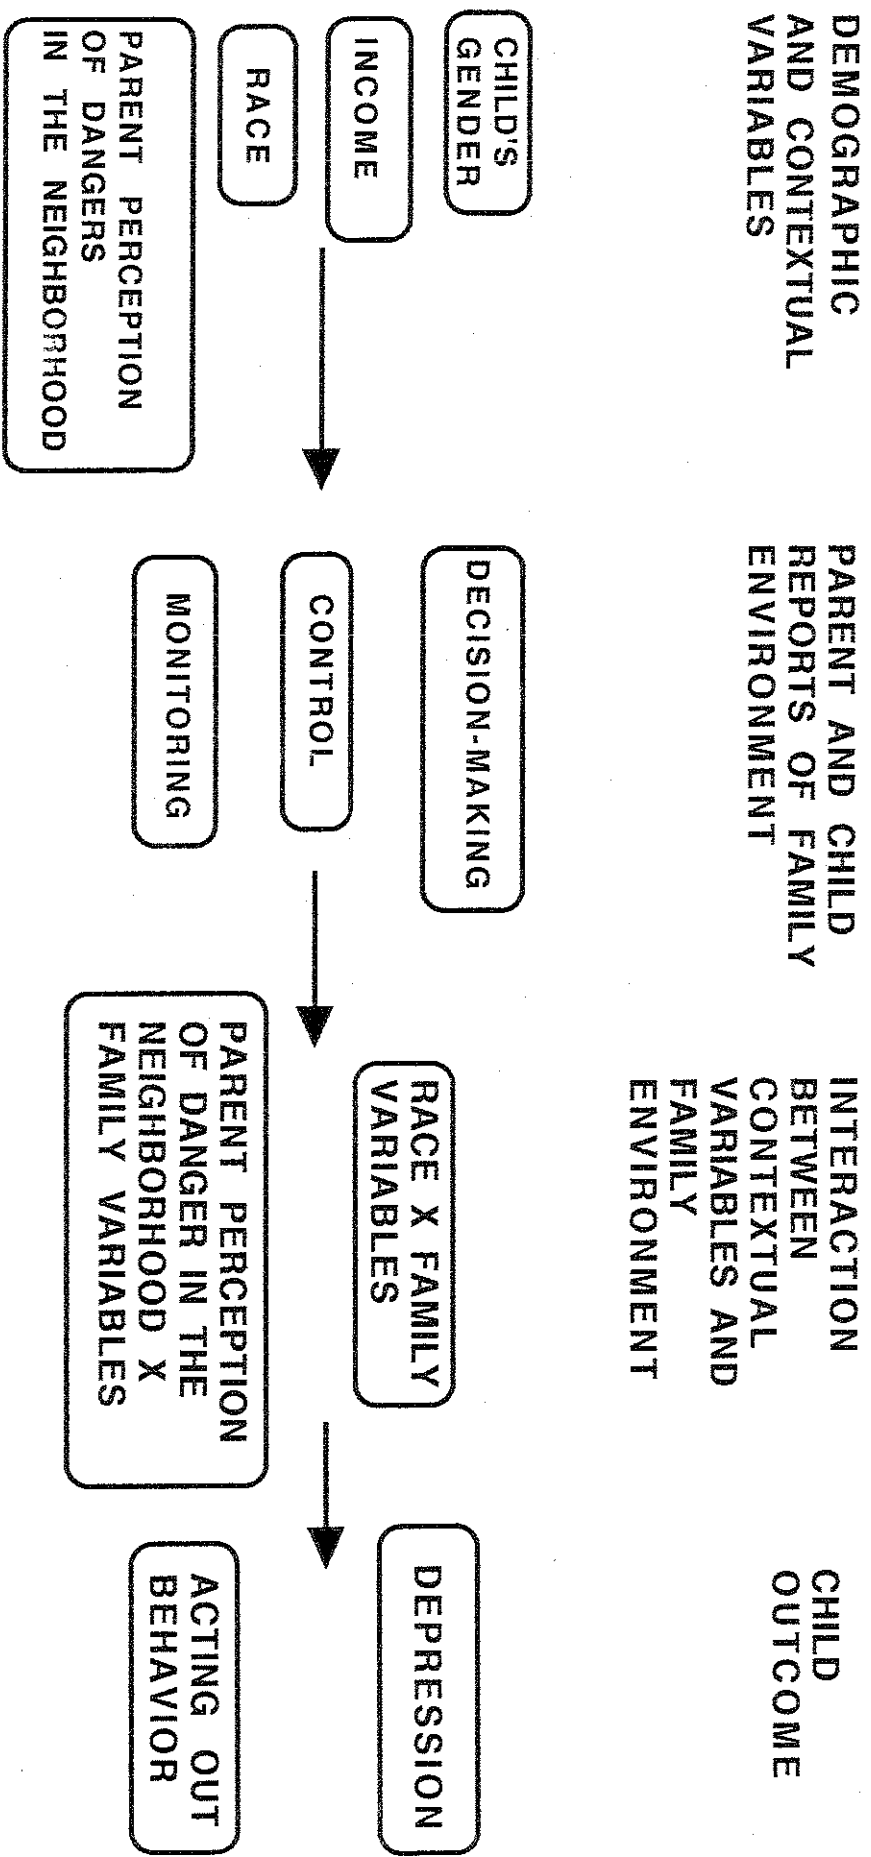 DEMOGRAPHIC
AND CONTEXTUAL
VARIABLES
CHILD'S
GENDER
INCOME
RACE
PARENT PERCEPTION
OF DANGERS
IN THE NEIGHBORHOOD
PARENT AND CHILD
REPORTS OF FAMILY
ENVIRONMENT
DECISION-MAKING
CONTROL
MONITORING
INTERACTION
BETWEEN
CONTEXTUAL
VARIABLES AND
FAMILY
ENVIRONMENT
RACE X FAMILY
VARIABLES
PARENT PERCEPTION
OF DANGER IN THE
NEIGHBORHOOD X
FAMILY VARIABLES
CHILD
OUTCOME
DEPRESSION
ACTING OUT
BEHAVIOR